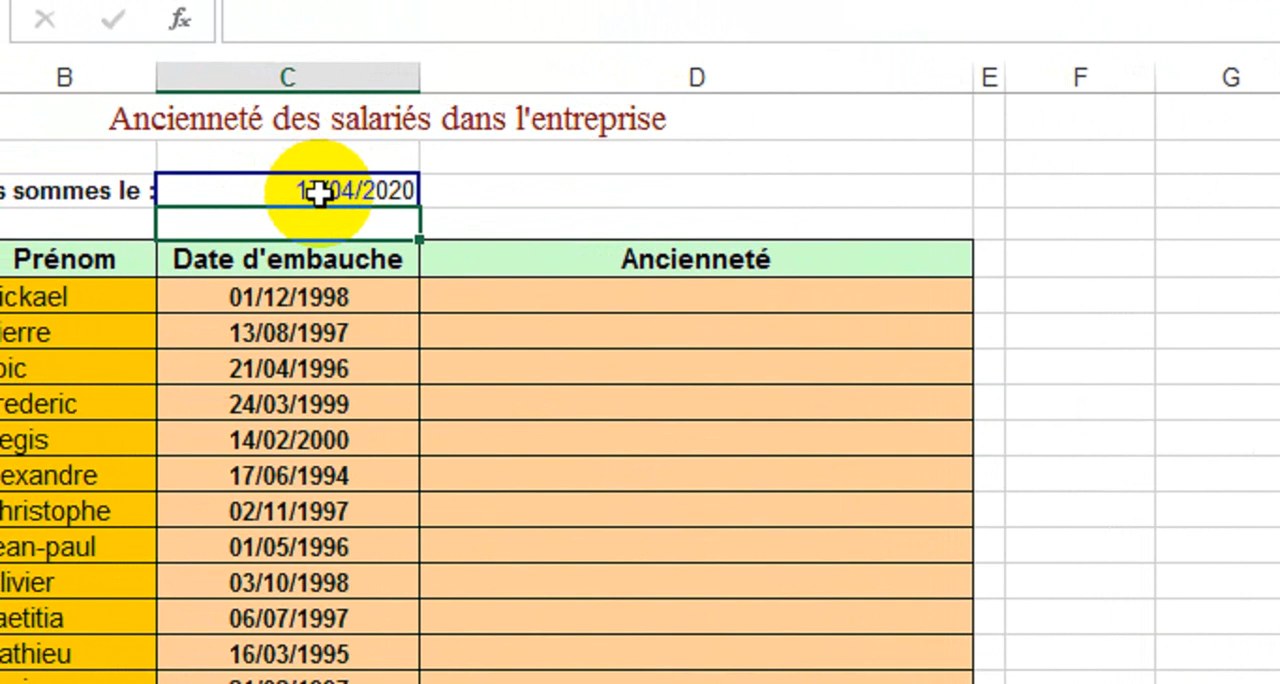 fx
B C D E F G
Ancienneté des salariés dans l'entreprise
sommes le :
Prénom Date d'embauche Ancienneté
ickael 01/12/1998
ierre 13/08/1997
oic 21/04/1996
rederic 24/03/1999
egis 14/02/2000
exandre 17/06/1994
hristophe 02/11/1997
ean-paul 01/05/1996
livier 03/10/1998
aetitia 06/07/1997
athieu 16/03/1995